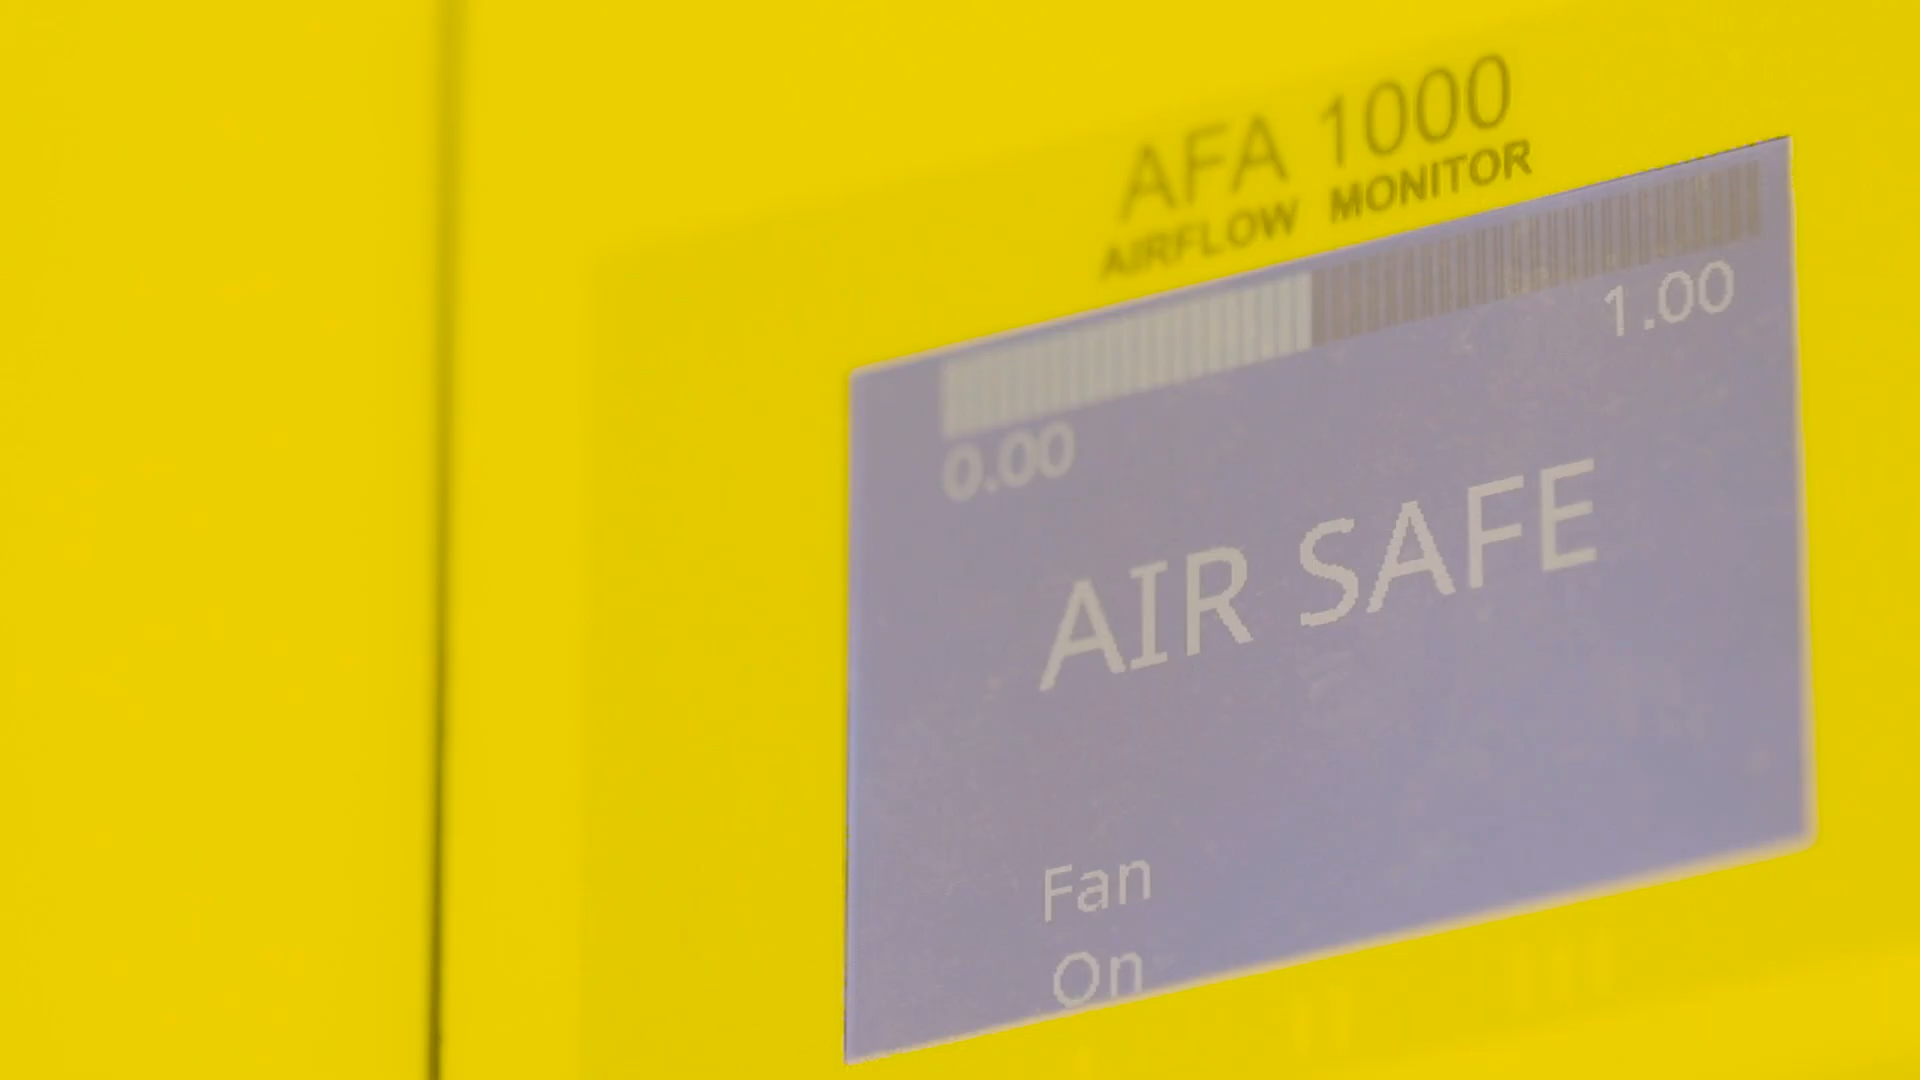 AFA 1000
AIRFLOW MONITOR
0.00 1.00
AIR SAFE
Fan
On